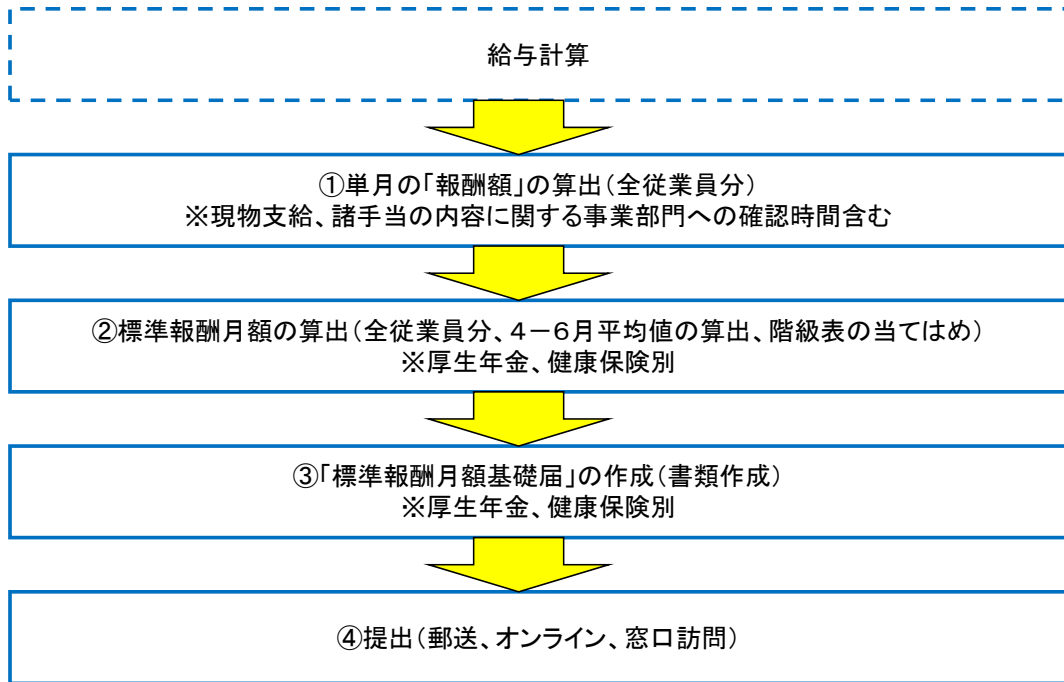 給与計算
①単月の「報酬額」の算出（全従業員分）
※現物支給、諸手当の内容に関する事業部門への確認時間含む
②標準報酬月額の算出（全従業員分、４－６月平均値の算出、階級表の当てはめ）
※厚生年金、健康保険別
③「標準報酬月額基礎届」の作成（書類作成）
※厚生年金、健康保険別
④提出（郵送、オンライン、窓口訪問）